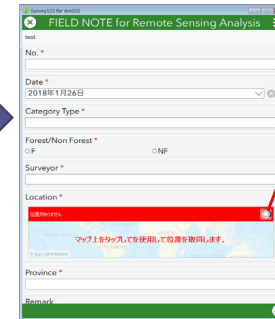 Survey123 for ArcGIS
FIELD NOTE for Remote Sensing Analysis
test
No. *
Date *
2018年1月26日
Category Type *
Forest/Non Forest *
F
NF
Surveyor *
Location *
位置がありません
マップ上をタップしてを使用して位置を取得します。
Esri contributors
Province *
Remark